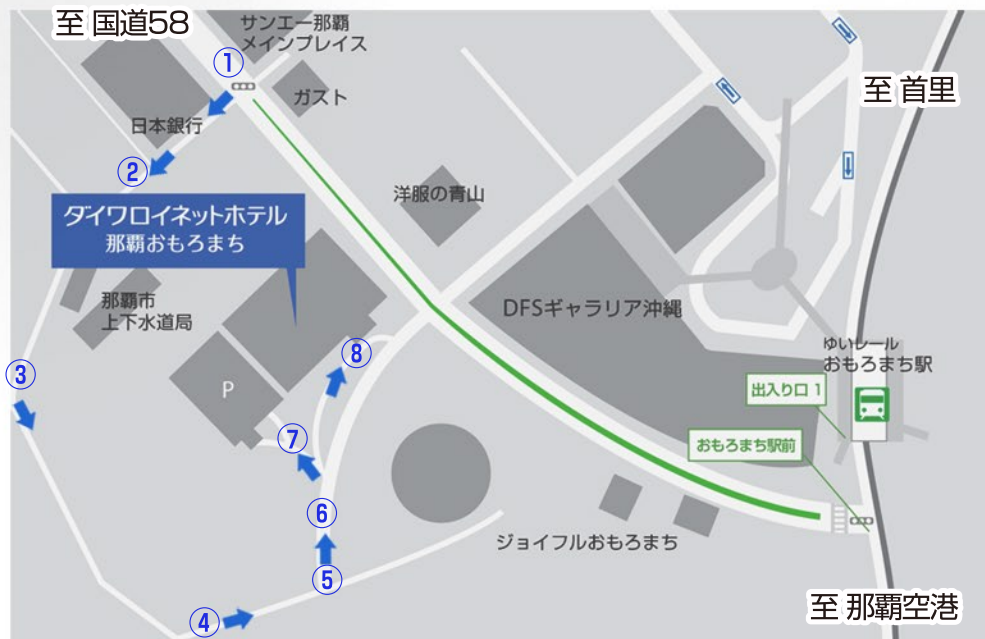 至 国道58
サンエー那覇
メインプレイス
①
ガスト
至 首里
日本銀行
②
洋服の青山
ダイワロイネットホテル
那覇おもろまち
那覇市
上下水道局
DFSギャラリア沖縄
ゆいレール
おもろまち駅
③
⑧
P
出入り口 1
⑦
おもろまち駅前
⑥
ジョイフルおもろまち
⑤
④
至 那覇空港